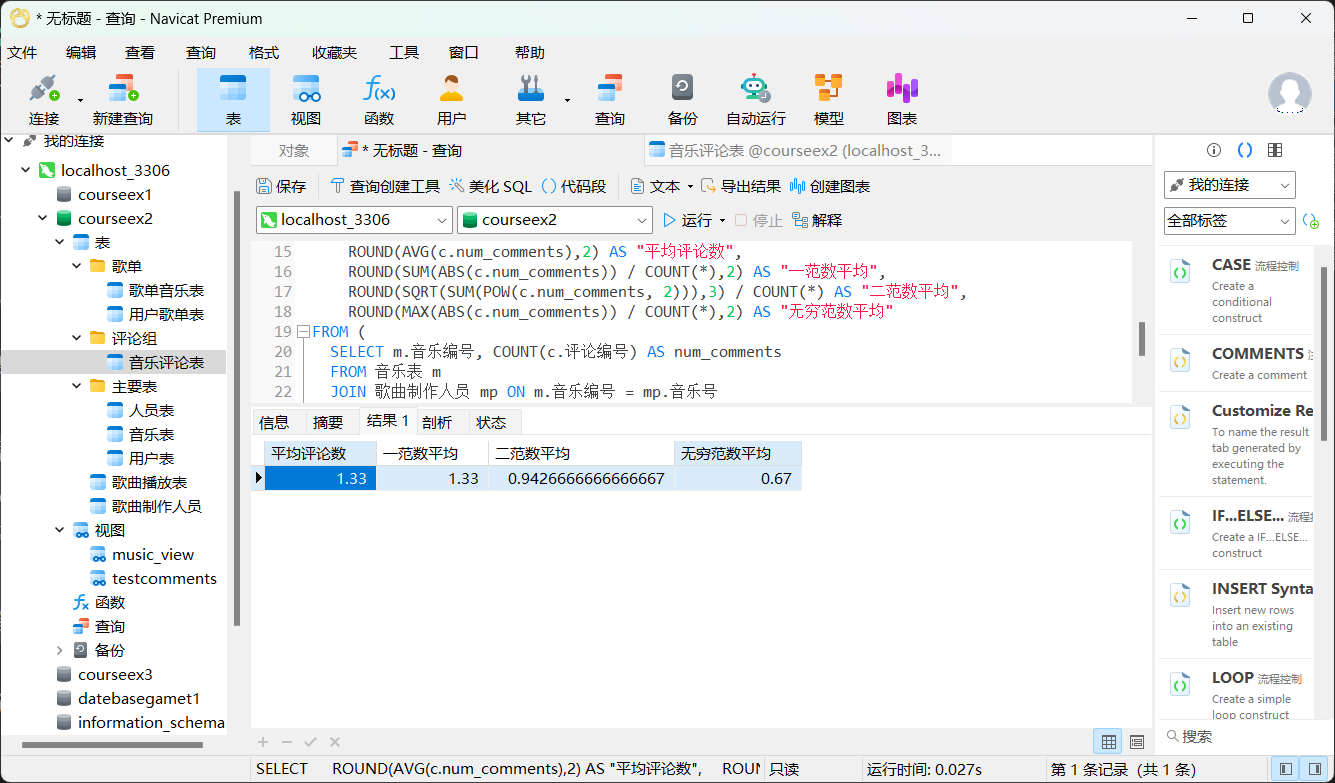 * 无标题 - 查询 - Navicat Premium
文件 编辑 查看 查询 格式 收藏夹 工具 窗口 帮助
连接 新建查询 表 视图 函数 用户 其它 查询 备份 自动运行 模型 图表
我的连接
localhost_3306
courseex1
courseex2
表
歌单
歌单音乐表
用户歌单表
评论组
音乐评论表
主要表
人员表
音乐表
用户表
歌曲播放表
歌曲制作人员
视图
music_view
testcomments
函数
查询
备份
courseex3
datebasegamet1
information_schema
对象 * 无标题 - 查询 音乐评论表 @courseex2 (localhost_3...
保存 查询创建工具 美化 SQL 代码段 文本 导出结果 创建图表
localhost_3306 courseex2 运行 停止 解释
15 ROUND(AVG(c.num_comments),2) AS "平均评论数",
16 ROUND(SUM(ABS(c.num_comments)) / COUNT(*),2) AS "一范数平均",
17 ROUND(SQRT(SUM(POW(c.num_comments, 2))),3) / COUNT(*) AS "二范数平均",
18 ROUND(MAX(ABS(c.num_comments)) / COUNT(*),2) AS "无穷范数平均"
19 FROM (
20 SELECT m.音乐编号, COUNT(c.评论编号) AS num_comments
21 FROM 音乐表 m
22 JOIN 歌曲制作人员 mp ON m.音乐编号 = mp.音乐号
信息 摘要 结果 1 剖析 状态
平均评论数 一范数平均 二范数平均 无穷范数平均
1.33 1.33 0.9426666666666667 0.67
我的连接
全部标签
CASE 流程控制
Create a
conditional
construct
COMMENTS
Create a comment
Customize Re
To name the result
tab generated by
executing the
statement.
IF...ELSE... 流程
Create a IF...ELSE...
construct
INSERT Synta
Insert new rows
into an existing
table
LOOP 流程控制
Create a simple
loop construct
搜索
SELECT ROUND(AVG(c.num_comments),2) AS "平均评论数", ROUN 只读 运行时间: 0.027s 第 1 条记录 (共 1 条)